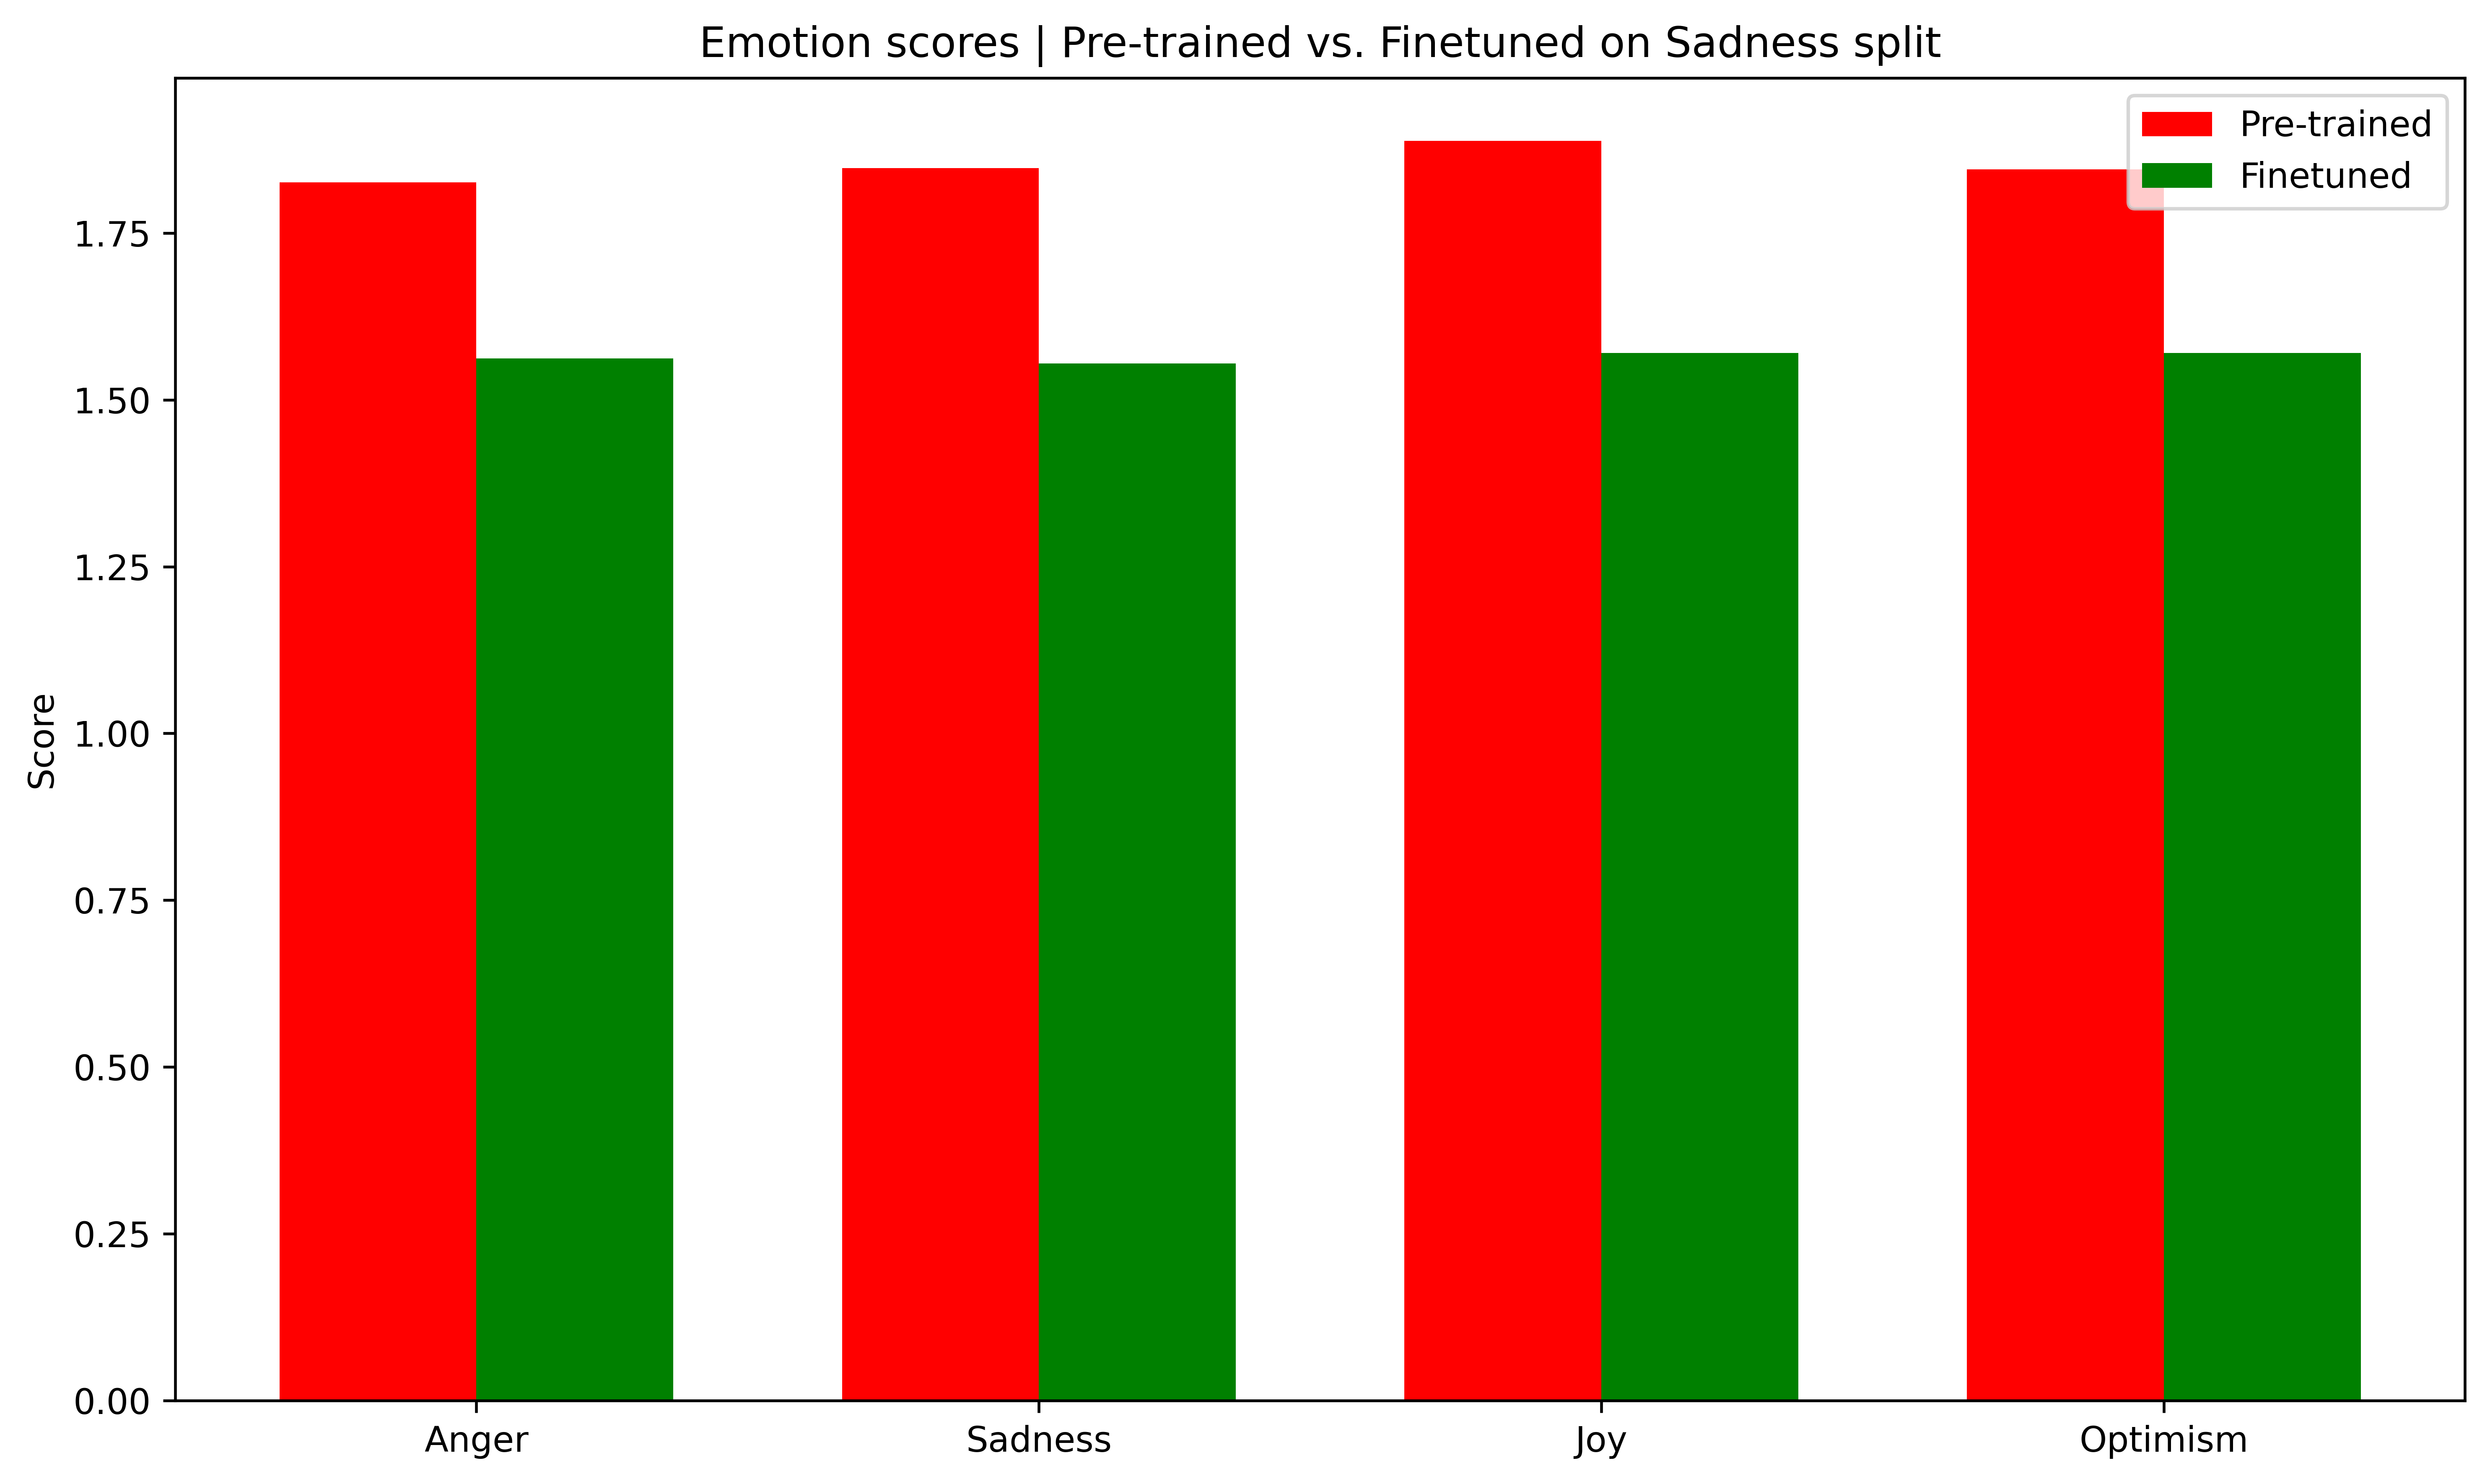 Emotion scores | Pre-trained vs. Finetuned on Sadness split
Pre-trained
Finetuned
Score
1.75
1.50
1.25
1.00
0.75
0.50
0.25
0.00
Anger
Sadness
Joy
Optimism